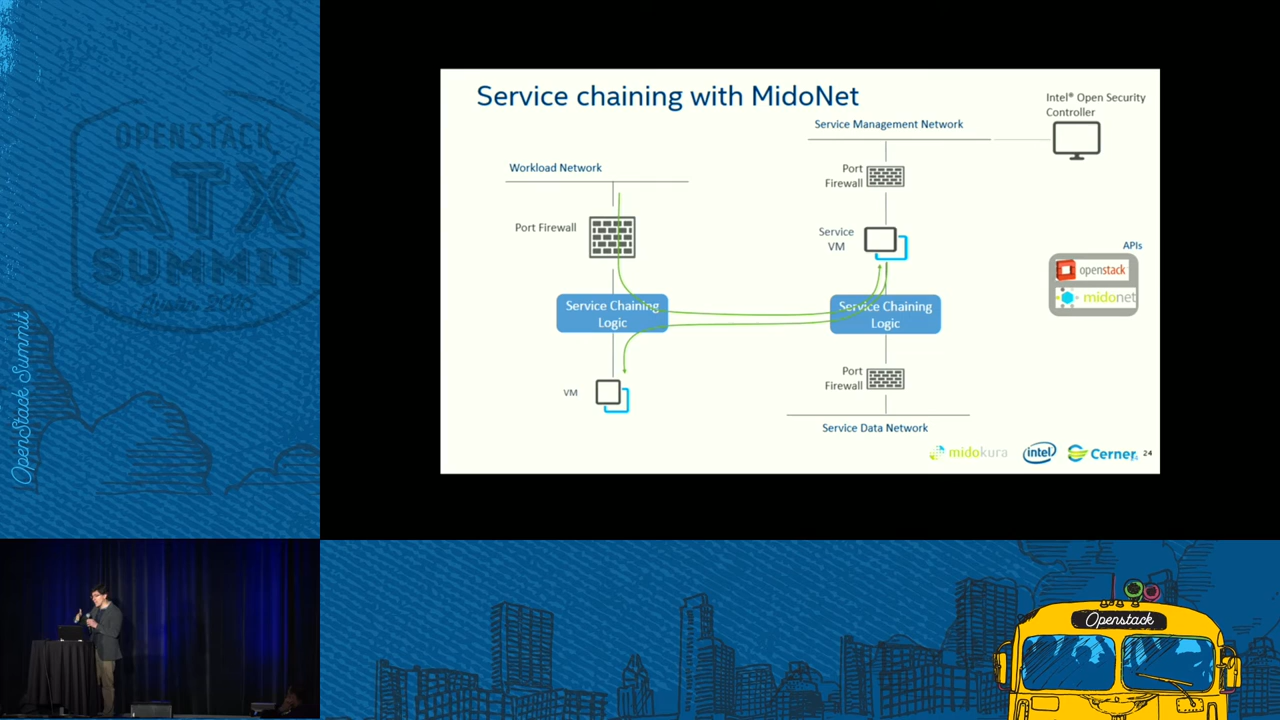 OPENSTACK
ATX
SUMMIT
OpenStack Summit
Service chaining with MidoNet
Intel® Open Security
Controller
Service Management Network
Workload Network
Port
Firewall
Port Firewall
Service
VM
APIs
openstack
midonet
Service Chaining
Logic
Service Chaining
Logic
Port
Firewall
VM
Service Data Network
midokura
intel
Cerner
24
Openstack